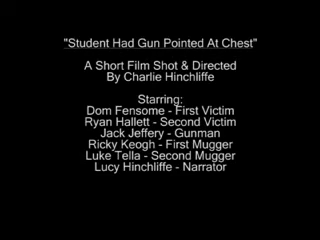 "Student Had Gun Pointed At Chest"
A Short Film Shot & Directed
By Charlie Hinchliffe
Starring:
Dom Fensome - First Victim
Ryan Hallett - Second Victim
Jack Jeffery - Gunman
Ricky Keogh - First Mugger
Luke Tella - Second Mugger
Lucy Hinchliffe - Narrator